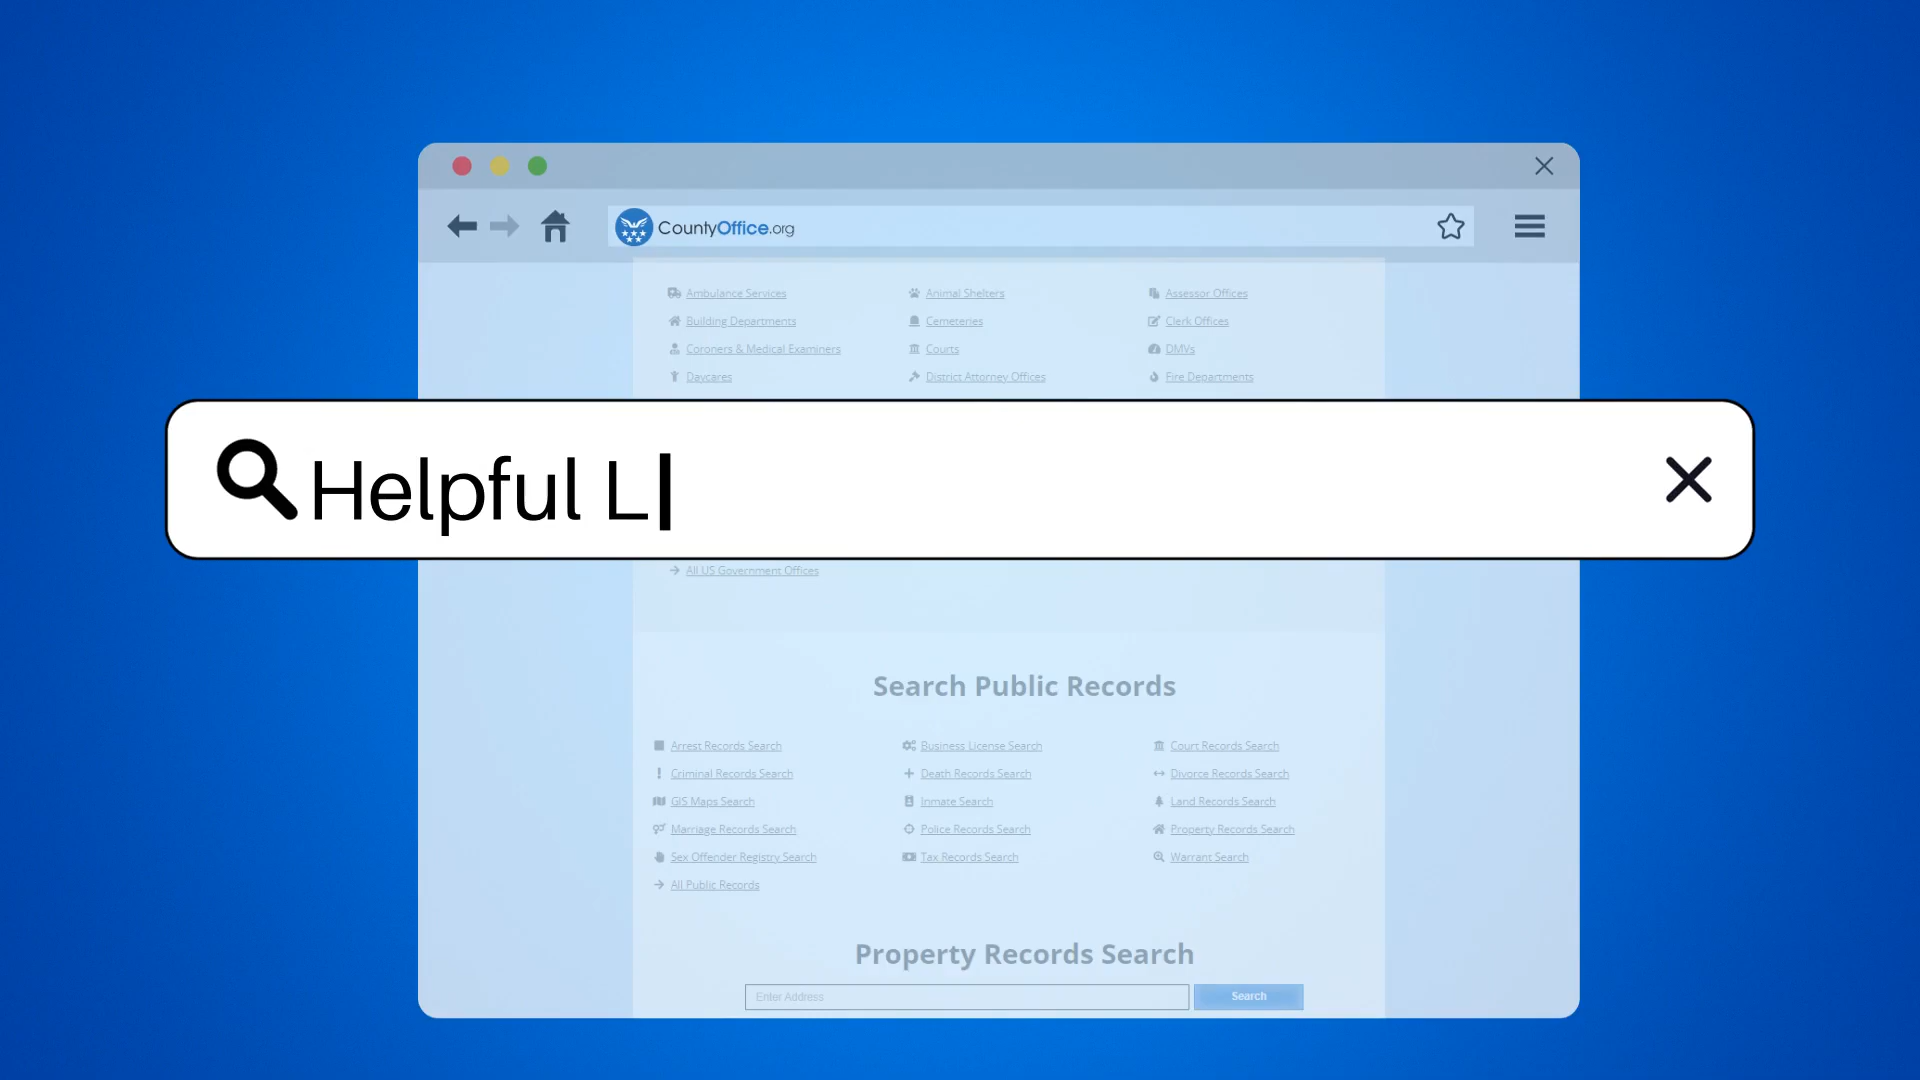 CountyOffice.org
Ambulance Services Animal Shelters Assessor Offices
Building Departments Cemeteries Clerk Offices
Coroners & Medical Examiners Courts DMVs
Daycares District Attorney Offices Fire Departments
Helpful L
All US Government Offices
Search Public Records
Arrest Records Search Business License Search Court Records Search
Criminal Records Search Death Records Search Divorce Records Search
GIS Maps Search Inmate Search Land Records Search
Marriage Records Search Police Records Search Property Records Search
Sex Offender Registry Search Tax Records Search Warrant Search
All Public Records
Property Records Search
Enter Address Search